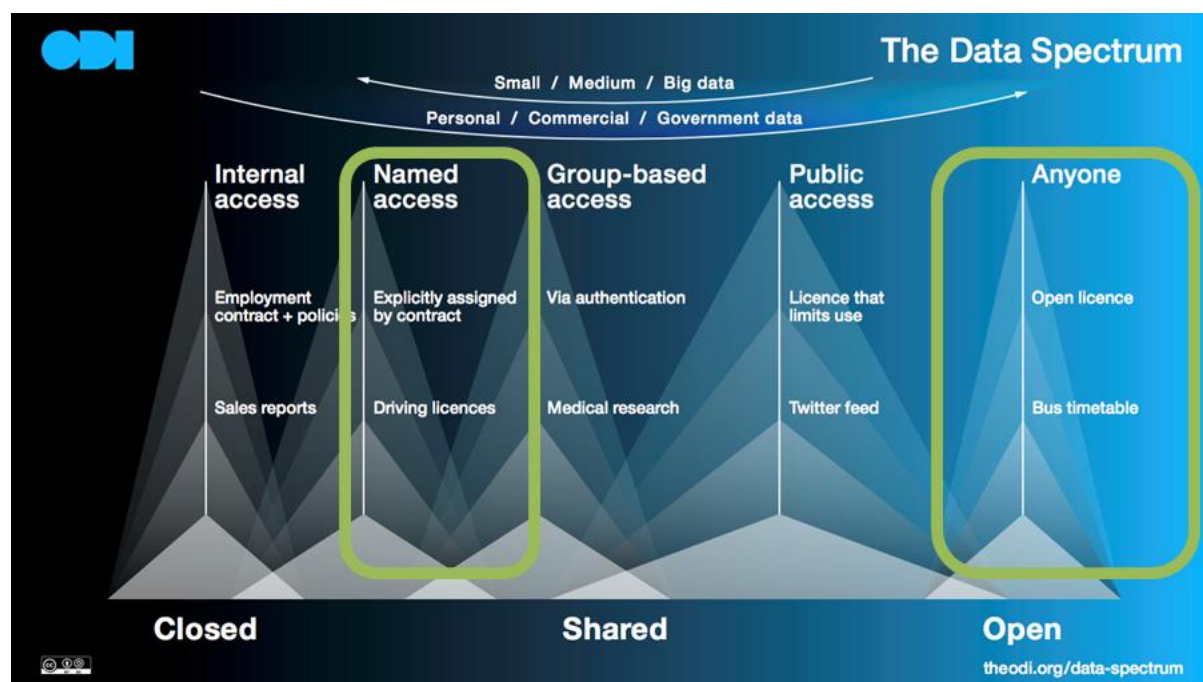 ODI
The Data Spectrum
Small / Medium / Big data
Personal / Commercial / Government data
Internal
access
Named
access
Group-based
access
Public
access
Anyone
Employment
contract + policies
Explicitly assigned
by contract
Via authentication
Licence that
limits use
Open licence
Sales reports
Driving licences
Medical research
Twitter feed
Bus timetable
Closed
Shared
Open
theodi.org/data-spectrum